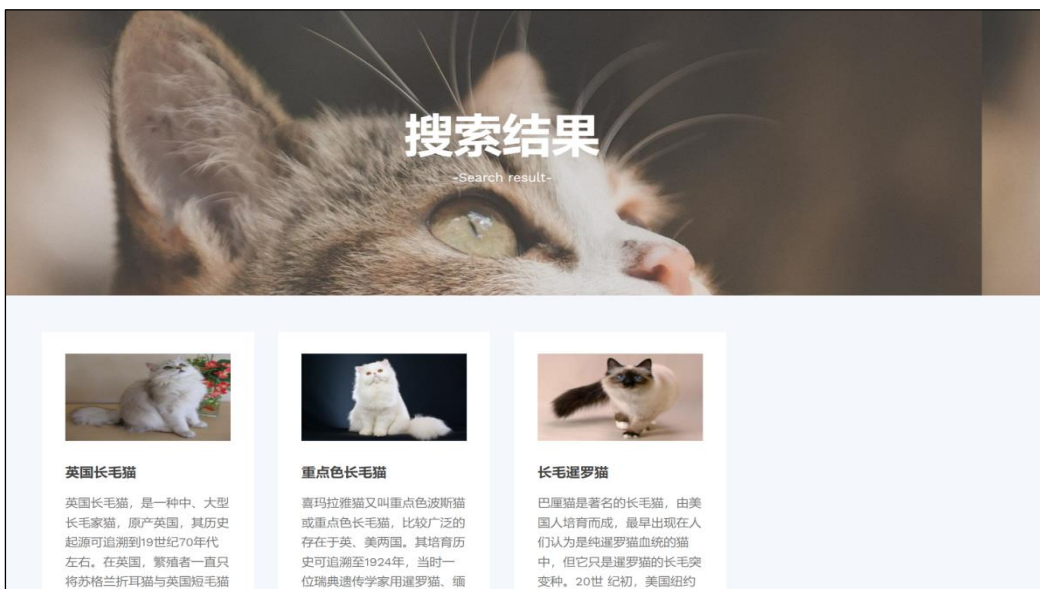 搜索结果
-Search result-
英国长毛猫
英国长毛猫，是一种中、大型
长毛家猫，原产英国，其历史
起源可追溯到19世纪70年代
左右。在英国，繁殖者一直只
将苏格兰折耳猫与英国短毛猫
重点色长毛猫
喜玛拉雅猫又叫重点色波斯猫
或重点色长毛猫，比较广泛的
存在于英、美两国。其培育历
史可追溯至1924年，当时一
位瑞典遗传学家用暹罗猫、缅
长毛暹罗猫
巴厘猫是著名的长毛猫，由美
国人培育而成，最早出现在人
们认为是纯暹罗猫血统的猫
中，但它只是暹罗猫的长毛突
变种。20世 纪初，美国纽约